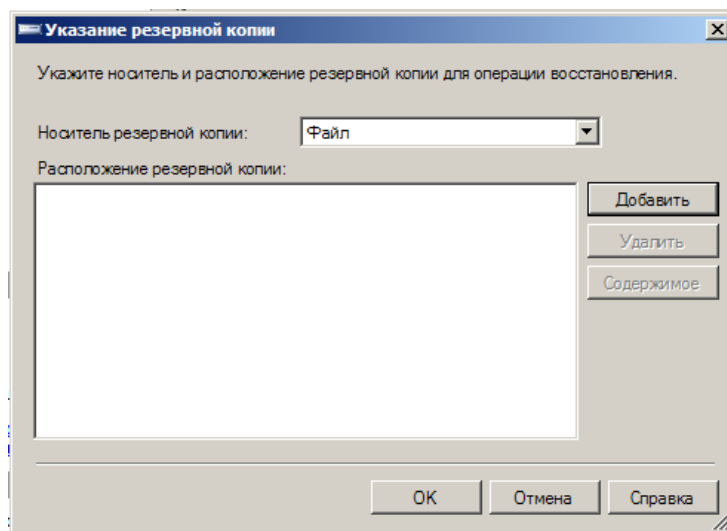 Указание резервной копии
Укажите носитель и расположение резервной копии для операции восстановления.
Носитель резервной копии: Файл
Расположение резервной копии:
Добавить
Удалить
Содержимое
OK Отмена Справка